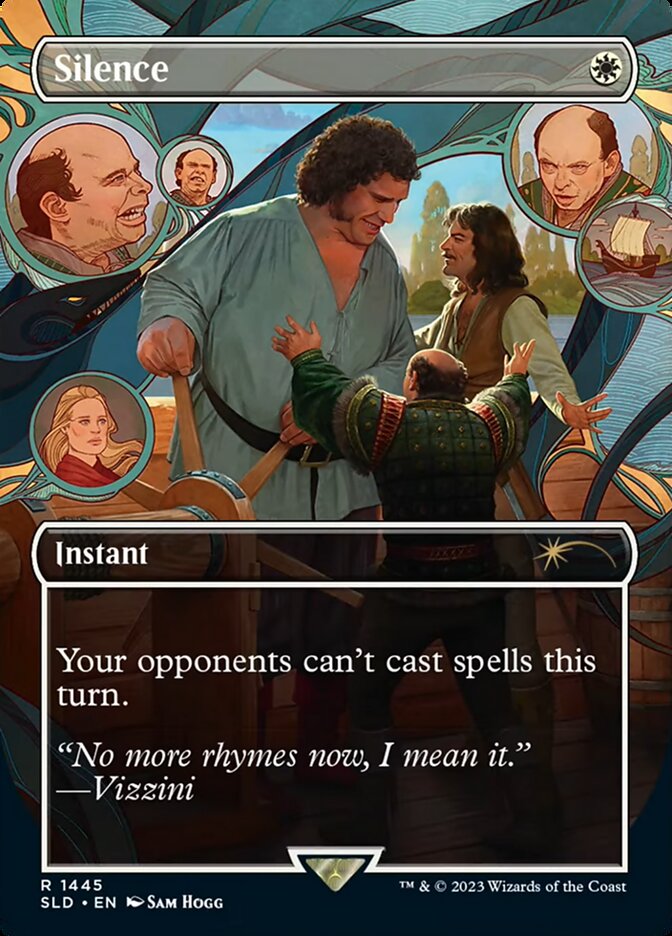 Silence
Instant
Your opponents can't cast spells this
turn.
“No more rhymes now, I mean it.”
—Vizzini
R 1445
SLD • EN Sam Hogg
™ & © 2023 Wizards of the Coast